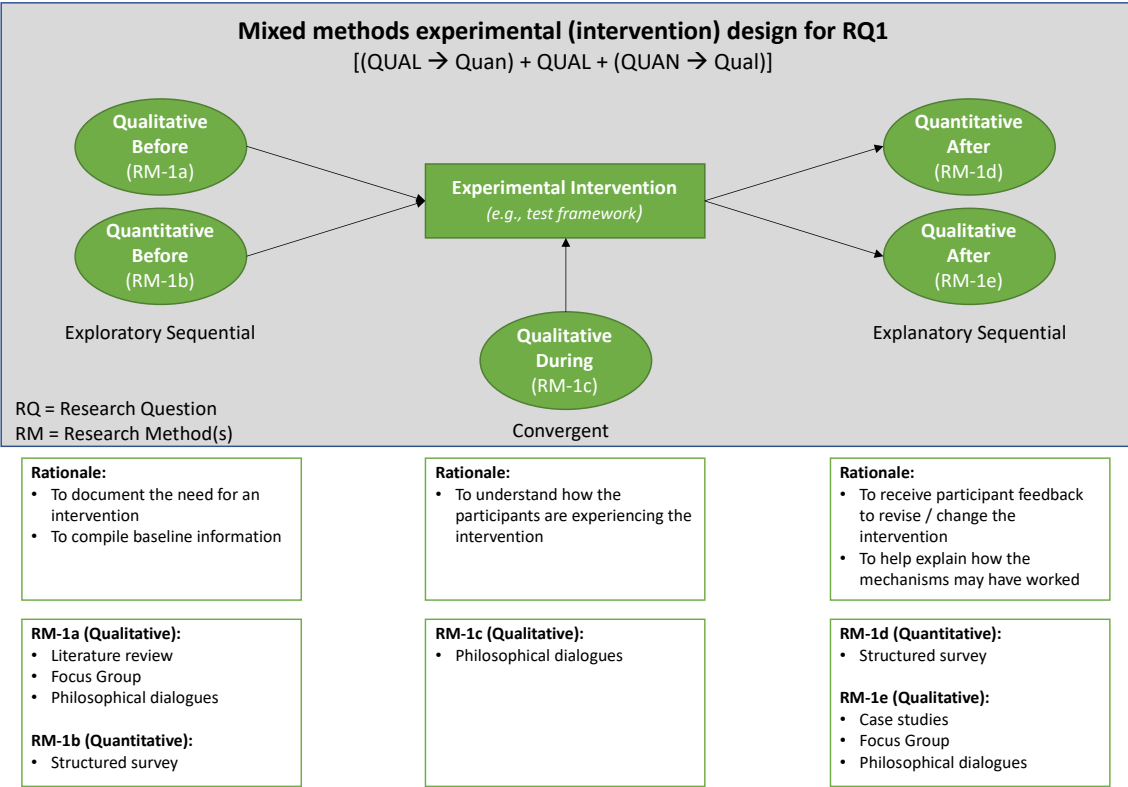 Mixed methods experimental (intervention) design for RQ1
[(QUAL → Quan) + QUAL + (QUAN → Qual)]
Qualitative
Before
(RM-1a)
Quantitative
Before
(RM-1b)
Exploratory Sequential
Experimental Intervention
(e.g., test framework)
Qualitative
During
(RM-1c)
Convergent
Quantitative
After
(RM-1d)
Qualitative
After
(RM-1e)
Explanatory Sequential
RQ = Research Question
RM = Research Method(s)
Rationale:
• To document the need for an
intervention
• To compile baseline information
Rationale:
• To understand how the
participants are experiencing the
intervention
Rationale:
• To receive participant feedback
to revise / change the
intervention
• To help explain how the
mechanisms may have worked
RM-1a (Qualitative):
• Literature review
• Focus Group
• Philosophical dialogues
RM-1b (Quantitative):
• Structured survey
RM-1c (Qualitative):
• Philosophical dialogues
RM-1d (Quantitative):
• Structured survey
RM-1e (Qualitative):
• Case studies
• Focus Group
• Philosophical dialogues